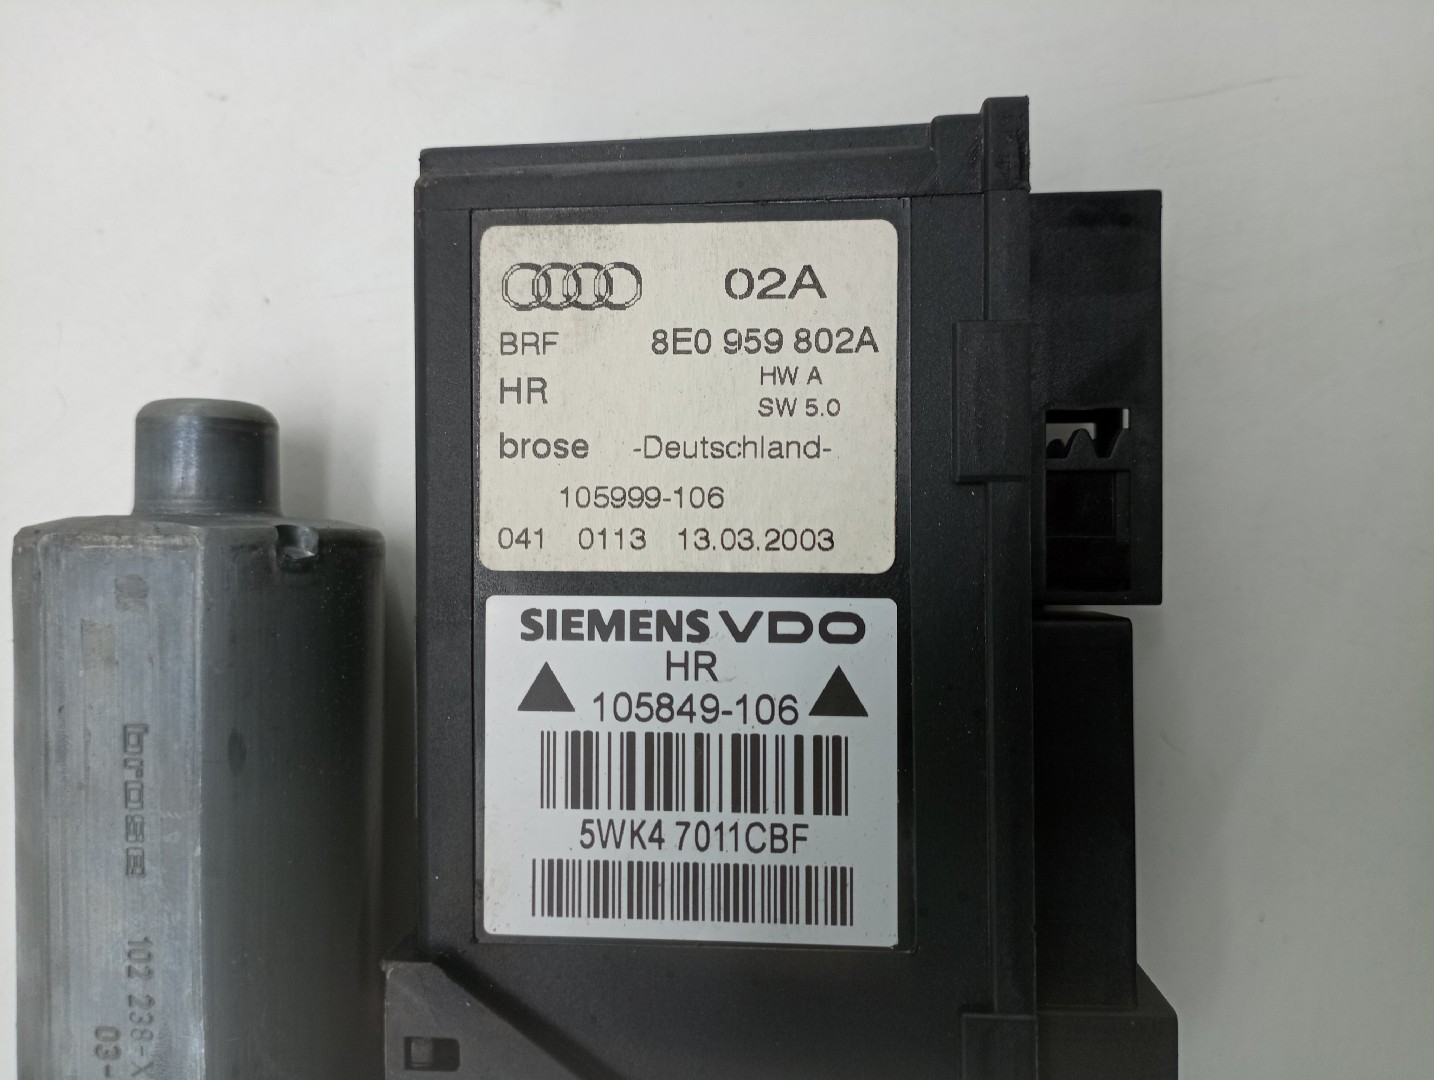 02A
BRF 8E0 959 802A
HR HW A
SW 5.0
brose -Deutschland-
105999-106
041 0113 13.03.2003
SIEMENS VDO
HR
105849-106
5WK4 7011CBF
brose 102 238-X
03-